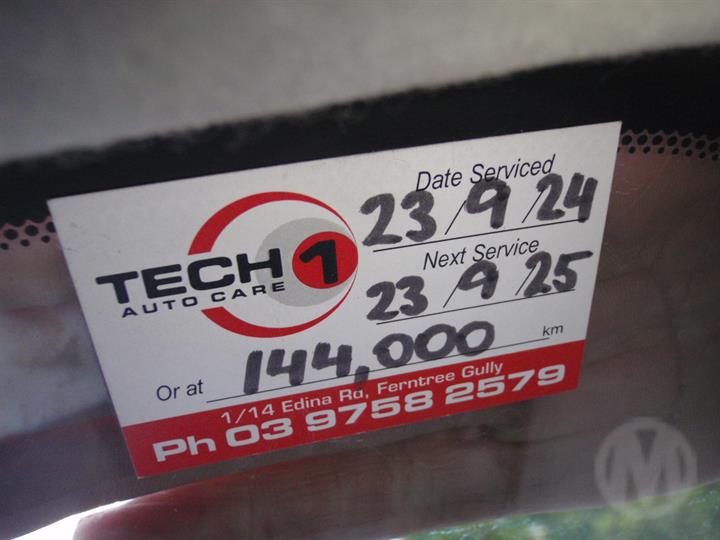 Date Serviced
23/9/24
TECH 1
AUTO CARE
Next Service
23/9/25
Or at 144,000 km
1/14 Edina Rd, Ferntree Gully
Ph 03 9758 2579
M